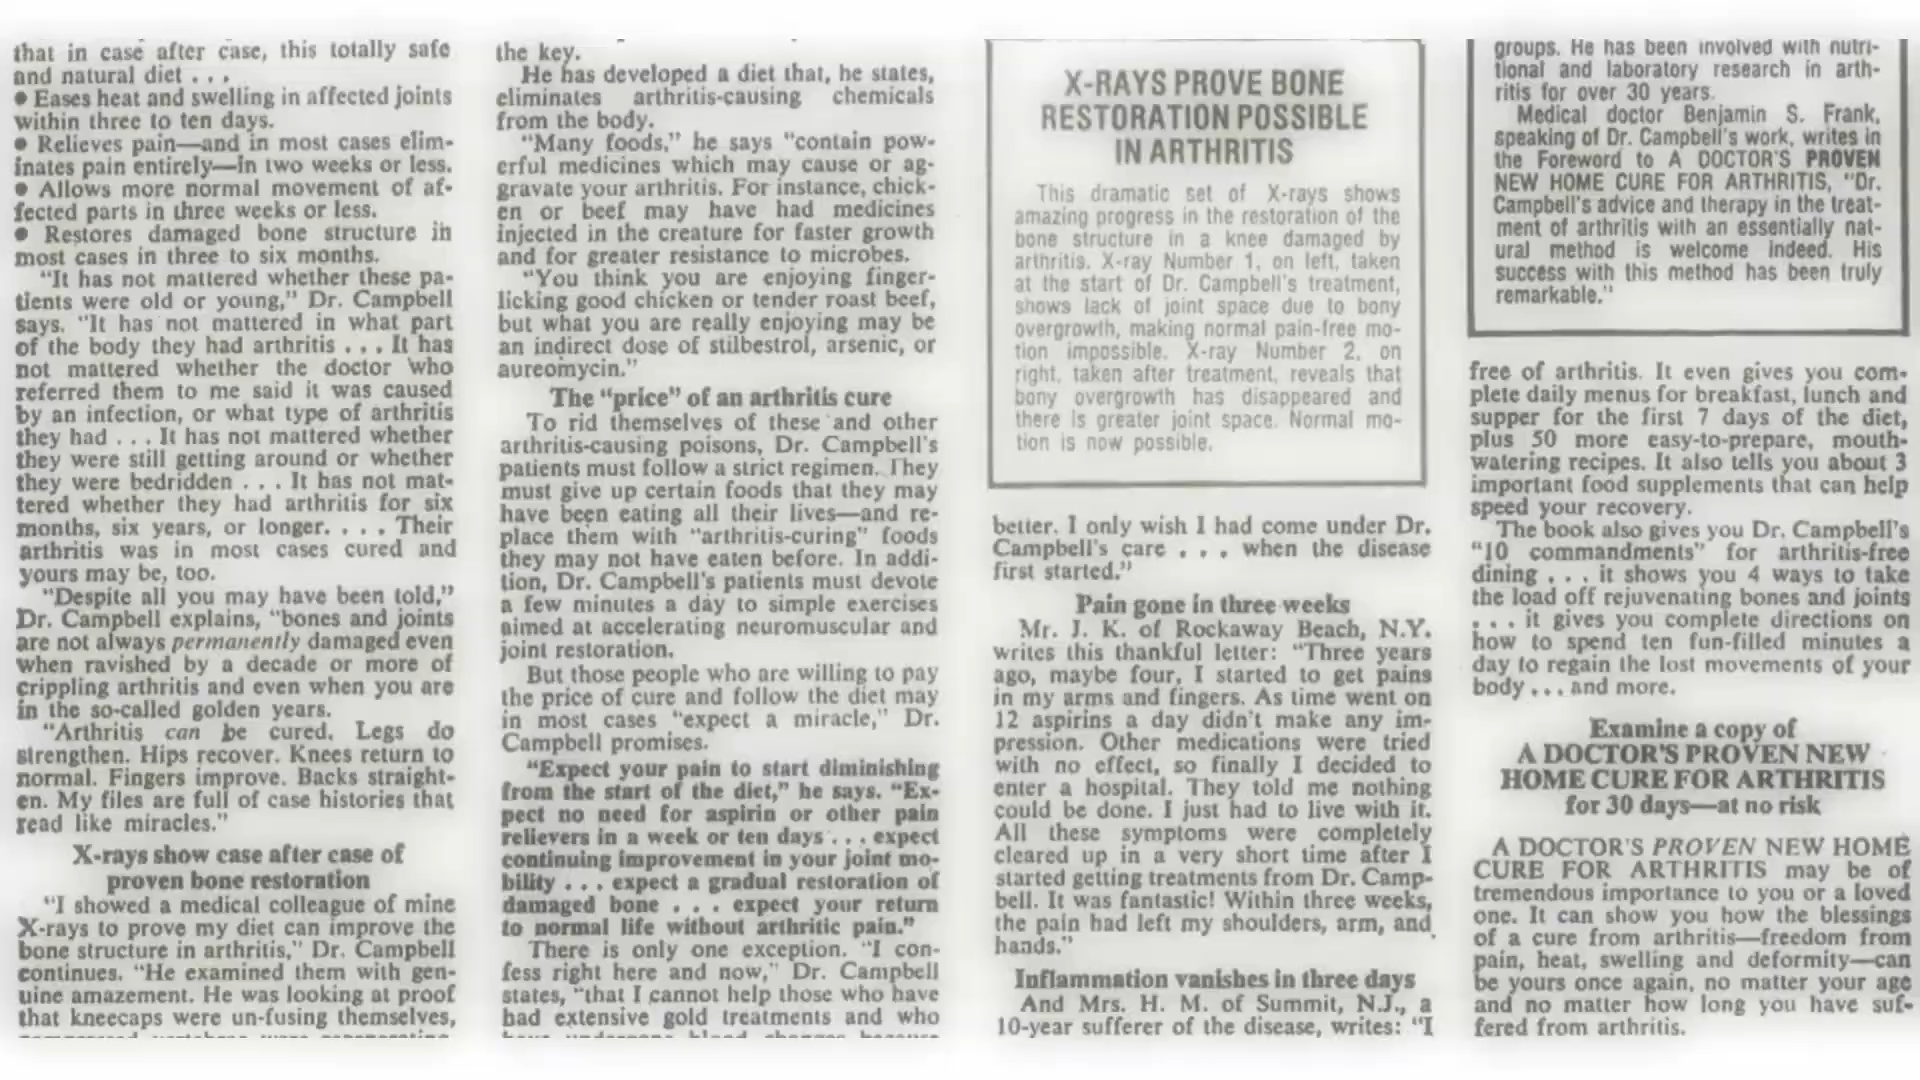 that in case after case, this totally safe
and natural diet . . .
● Eases heat and swelling in affected joints
within three to ten days.
● Relieves pain—and in most cases elim-
inates pain entirely—in two weeks or less.
● Allows more normal movement of af-
fected parts in three weeks or less.
● Restores damaged bone structure in
most cases in three to six months.
"It has not mattered whether these pa-
tients were old or young," Dr. Campbell
says. "It has not mattered in what part
of the body they had arthritis . . . It has
not mattered whether the doctor who
referred them to me said it was caused
by an infection, or what type of arthritis
they had . . . It has not mattered whether
they were still getting around or whether
they were bedridden . . . It has not mat-
tered whether they had arthritis for six
months, six years, or longer. . . . Their
arthritis was in most cases cured and
yours may be, too.
"Despite all you may have been told,"
Dr. Campbell explains, "bones and joints
are not always permanently damaged even
when ravished by a decade or more of
crippling arthritis and even when you are
in the so-called golden years.
"Arthritis can be cured. Legs do
strengthen. Hips recover. Knees return to
normal. Fingers improve. Backs straight-
en. My files are full of case histories that
read like miracles."
X-rays show case after case of
proven bone restoration
"I showed a medical colleague of mine
X-rays to prove my diet can improve the
bone structure in arthritis," Dr. Campbell
continues. "He examined them with gen-
uine amazement. He was looking at proof
that kneecaps were un-fusing themselves,
the key.
He has developed a diet that, he states,
eliminates arthritis-causing chemicals
from the body.
"Many foods," he says "contain pow-
erful medicines which may cause or ag-
gravate your arthritis. For instance, chick-
en or beef may have had medicines
injected in the creature for faster growth
and for greater resistance to microbes.
"You think you are enjoying finger-
licking good chicken or tender roast beef,
but what you are really enjoying may be
an indirect dose of stilbestrol, arsenic, or
aureomycin."
The "price" of an arthritis cure
To rid themselves of these and other
arthritis-causing poisons, Dr. Campbell's
patients must follow a strict regimen. They
must give up certain foods that they may
have been eating all their lives—and re-
place them with "arthritis-curing" foods
they may not have eaten before. In addi-
tion, Dr. Campbell's patients must devote
a few minutes a day to simple exercises
aimed at accelerating neuromuscular and
joint restoration.
But those people who are willing to pay
the price of cure and follow the diet may
in most cases "expect a miracle," Dr.
Campbell promises.
"Expect your pain to start diminishing
from the start of the diet," he says. "Ex-
pect no need for aspirin or other pain
relievers in a week or ten days . . . expect
continuing improvement in your joint mo-
bility . . . expect a gradual restoration of
damaged bone . . . expect your return
to normal life without arthritic pain."
There is only one exception. "I con-
fess right here and now," Dr. Campbell
states, "that I cannot help those who have
had extensive gold treatments and who
X-RAYS PROVE BONE
RESTORATION POSSIBLE
IN ARTHRITIS
This dramatic set of X-rays shows
amazing progress in the restoration of the
bone structure in a knee damaged by
arthritis. X-ray Number 1, on left, taken
at the start of Dr. Campbell's treatment,
shows lack of joint space due to bony
overgrowth, making normal pain-free mo-
tion impossible. X-ray Number 2, on
right, taken after treatment, reveals that
bony overgrowth has disappeared and
there is greater joint space. Normal mo-
tion is now possible.
better. I only wish I had come under Dr.
Campbell's care . . . when the disease
first started."
Pain gone in three weeks
Mr. J. K. of Rockaway Beach, N.Y.
writes this thankful letter: "Three years
ago, maybe four, I started to get pains
in my arms and fingers. As time went on
12 aspirins a day didn't make any im-
pression. Other medications were tried
with no effect, so finally I decided to
enter a hospital. They told me nothing
could be done. I just had to live with it.
All these symptoms were completely
cleared up in a very short time after I
started getting treatments from Dr. Camp-
bell. It was fantastic! Within three weeks,
the pain had left my shoulders, arm, and
hands."
Inflammation vanishes in three days
And Mrs. H. M. of Summit, N.J., a
10-year sufferer of the disease, writes: "I
groups. He has been involved with nutri-
tional and laboratory research in arth-
ritis for over 30 years.
Medical doctor Benjamin S. Frank,
speaking of Dr. Campbell's work, writes in
the Foreword to A DOCTOR'S PROVEN
NEW HOME CURE FOR ARTHRITIS, "Dr.
Campbell's advice and therapy in the treat-
ment of arthritis with an essentially nat-
ural method is welcome indeed. His
success with this method has been truly
remarkable."
free of arthritis. It even gives you com-
plete daily menus for breakfast, lunch and
supper for the first 7 days of the diet,
plus 50 more easy-to-prepare, mouth-
watering recipes. It also tells you about 3
important food supplements that can help
speed your recovery.
The book also gives you Dr. Campbell's
"10 commandments" for arthritis-free
dining . . . it shows you 4 ways to take
the load off rejuvenating bones and joints
. . . it gives you complete directions on
how to spend ten fun-filled minutes a
day to regain the lost movements of your
body . . . and more.
Examine a copy of
A DOCTOR'S PROVEN NEW
HOME CURE FOR ARTHRITIS
for 30 days—at no risk
A DOCTOR'S PROVEN NEW HOME
CURE FOR ARTHRITIS may be of
tremendous importance to you or a loved
one. It can show you how the blessings
of a cure from arthritis—freedom from
pain, heat, swelling and deformity—can
be yours once again, no matter your age
and no matter how long you have suf-
fered from arthritis.